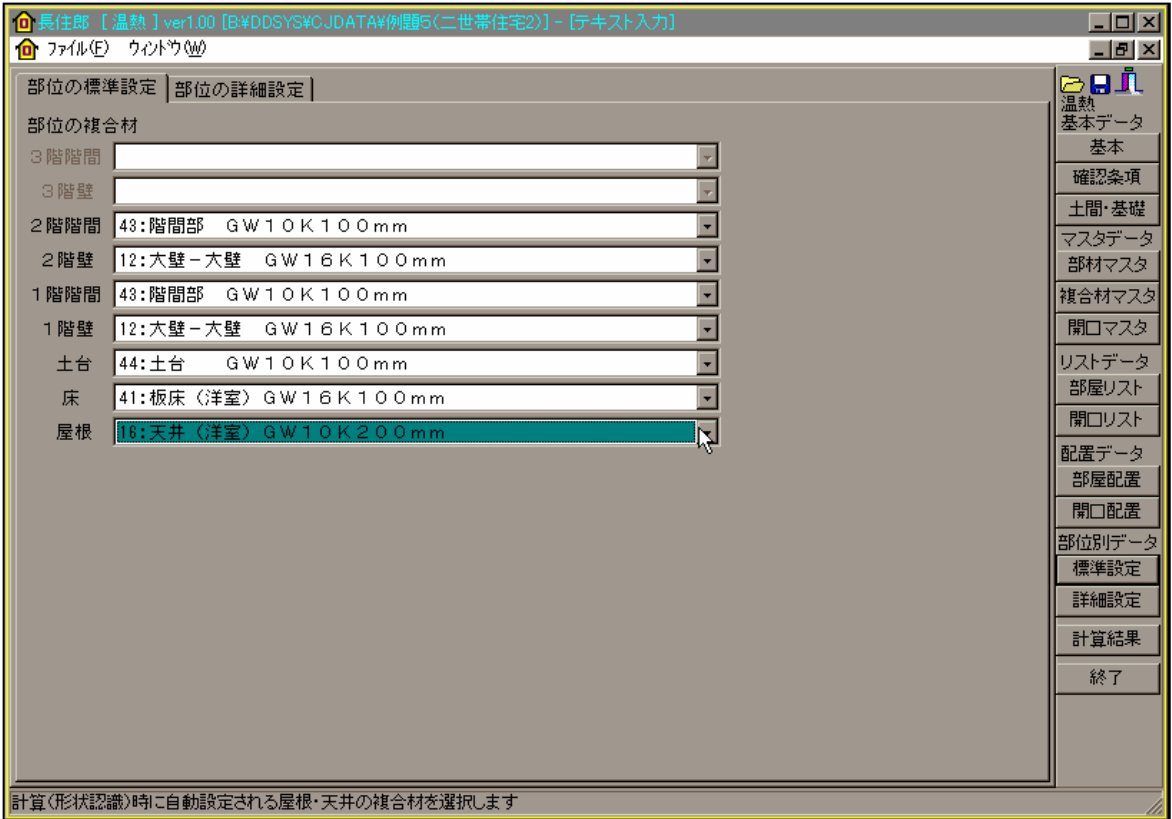 長住郎 [ 温熱 ] ver1.00 [B:¥DDSYS¥CJDATA¥例題5(二世帯住宅2)] - [テキスト入力]
ファイル(F) ウィンドウ(W)
部位の標準設定 部位の詳細設定
部位の複合材
3階階間
3階壁
2階階間 43:階間部 GW10K100mm
2階壁 12:大壁-大壁 GW16K100mm
1階階間 43:階間部 GW10K100mm
1階壁 12:大壁-大壁 GW16K100mm
土台 44:土台 GW10K100mm
床 41:板床(洋室)GW16K100mm
屋根 16:天井(洋室)GW10K200mm
温熱
基本データ
基本
確認条項
土間・基礎
マスタデータ
部材マスタ
複合材マスタ
開口マスタ
リストデータ
部屋リスト
開口リスト
配置データ
部屋配置
開口配置
部位別データ
標準設定
詳細設定
計算結果
終了
計算(形状認識)時に自動設定される屋根・天井の複合材を選択します